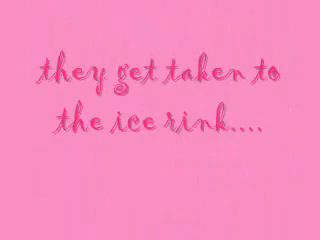 they get taken to
the ice rink....